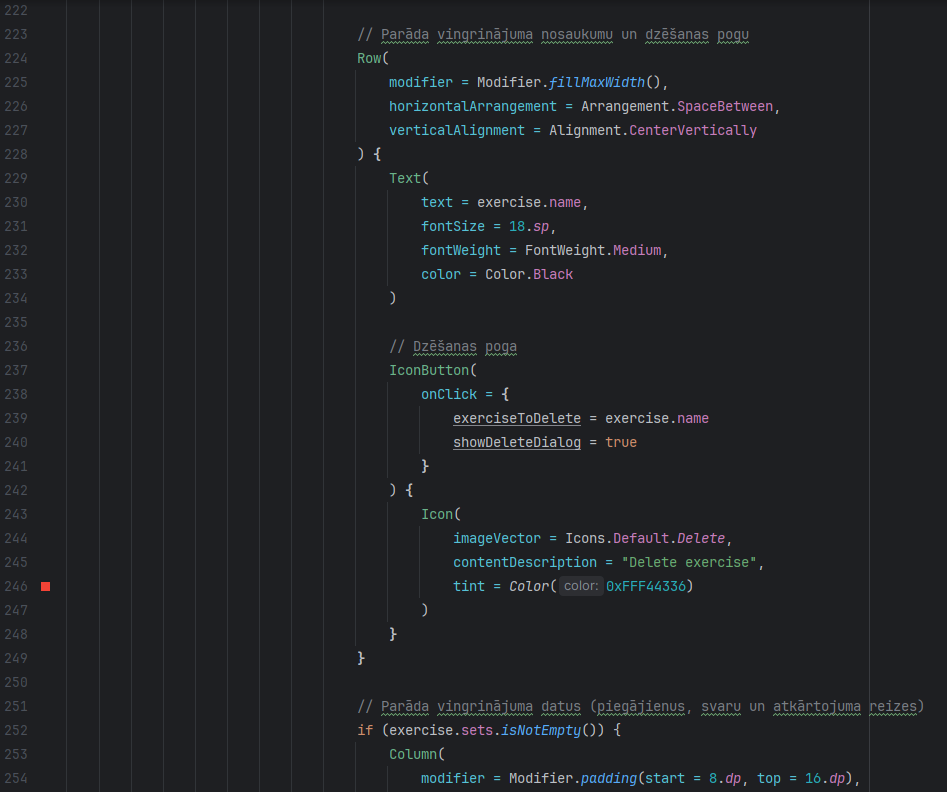 222
223 // Parāda vingrinājuma nosaukumu un dzēšanas pogu
224 Row(
225 modifier = Modifier.fillMaxWidth(),
226 horizontalArrangement = Arrangement.SpaceBetween,
227 verticalAlignment = Alignment.CenterVertically
228 ) {
229 Text(
230 text = exercise.name,
231 fontSize = 18.sp,
232 fontWeight = FontWeight.Medium,
233 color = Color.Black
234 )
235
236 // Dzēšanas poga
237 IconButton(
238 onClick = {
239 exerciseToDelete = exercise.name
240 showDeleteDialog = true
241 }
242 ) {
243 Icon(
244 imageVector = Icons.Default.Delete,
245 contentDescription = "Delete exercise",
246 tint = Color( color: 0xFFF44336)
247 )
248 }
249 }
250
251 // Parāda vingrinājuma datus (piegājienus, svaru un atkārtojuma reizes)
252 if (exercise.sets.isNotEmpty()) {
253 Column(
254 modifier = Modifier.padding(start = 8.dp, top = 16.dp),